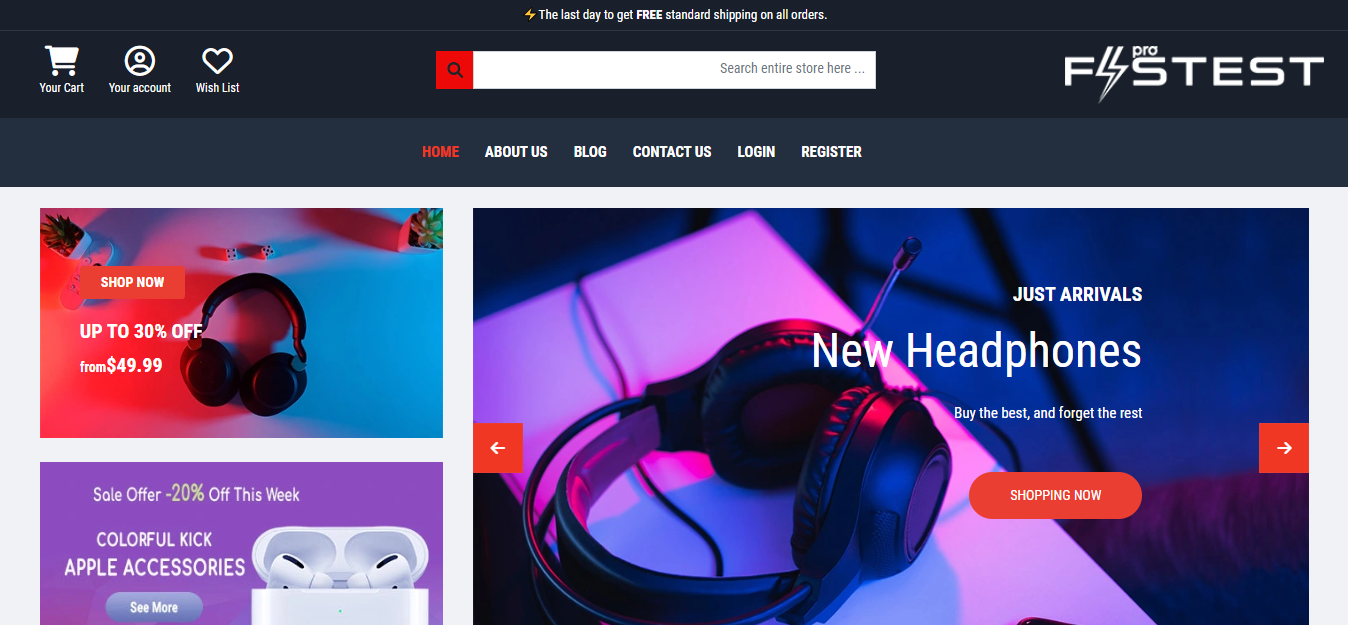 ⚡The last day to get FREE standard shipping on all orders.
Your Cart
Your account
Wish List
Search entire store here ...
pro
FASTEST
HOME
ABOUT US
BLOG
CONTACT US
LOGIN
REGISTER
SHOP NOW
UP TO 30% OFF
from$49.99
Sale Offer -20% Off This Week
COLORFUL KICK
APPLE ACCESSORIES
See More
JUST ARRIVALS
New Headphones
Buy the best, and forget the rest
SHOPPING NOW